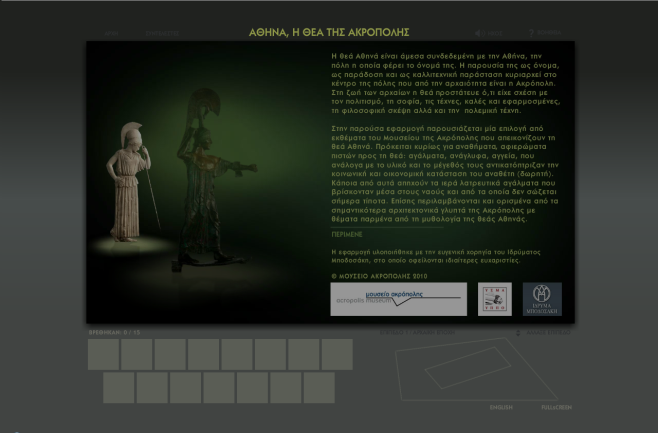 ΑΘΗΝΑ, Η ΘΕΑ ΤΗΣ ΑΚΡΟΠΟΛΗΣ
Η θεά Αθηνά είναι άμεσα συνδεδεμένη με την Αθήνα, την
πόλη η οποία φέρει το όνομά της. Η παρουσία της ως όνομα,
ως παράδοση και ως καλλιτεχνική παράσταση κυριαρχεί στο
κέντρο της πόλης που από την αρχαιότητα είναι η Ακρόπολη.
Στη ζωή των αρχαίων η θεά προστάτευε ό,τι είχε σχέση με
τον πολιτισμό, τη σοφία, τις τέχνες, καλές και εφαρμοσμένες,
τη φιλοσοφική σκέψη αλλά και την πολεμική τέχνη.
Στην παρούσα εφαρμογή παρουσιάζεται μία επιλογή από
εκθέματα του Μουσείου της Ακρόπολης που απεικονίζουν τη
θεά Αθηνά. Πρόκειται κυρίως για αναθήματα, αφιερώματα
πιστών προς τη θεά: αγάλματα, ανάγλυφα, αγγεία, που
ανάλογα με το υλικό και το μέγεθός τους αντικατόπτριζαν την
κοινωνική και οικονομική κατάσταση του αναθέτη (δωρητή).
Κάποια από αυτά απηχούν τα ιερά λατρευτικά αγάλματα που
βρίσκονταν μέσα στους ναούς και από τα οποία δεν σώζεται
σήμερα τίποτα. Επίσης περιλαμβάνονται και ορισμένα από τα
σημαντικότερα αρχιτεκτονικά γλυπτά της Ακρόπολης με
θέματα παρμένα από τη μυθολογία της θεάς Αθηνάς.
ΠΕΡΙΜΕΝΕ
Η εφαρμογή υλοποιήθηκε με την ευγενική χορηγία του Ιδρύματος
Μποδοσάκη, στο οποίο οφείλονται ιδιαίτερες ευχαριστίες.
© ΜΟΥΣΕΙΟ ΑΚΡΟΠΟΛΗΣ 2010
μουσείο ακρόπολης
acropolis museum
ΙΔΡΥΜΑ
ΜΠΟΔΟΣΑΚΗ
ΒΡΕΘΗΚΑΝ: 0 / 15
ENGLISH
FULLSCREEN